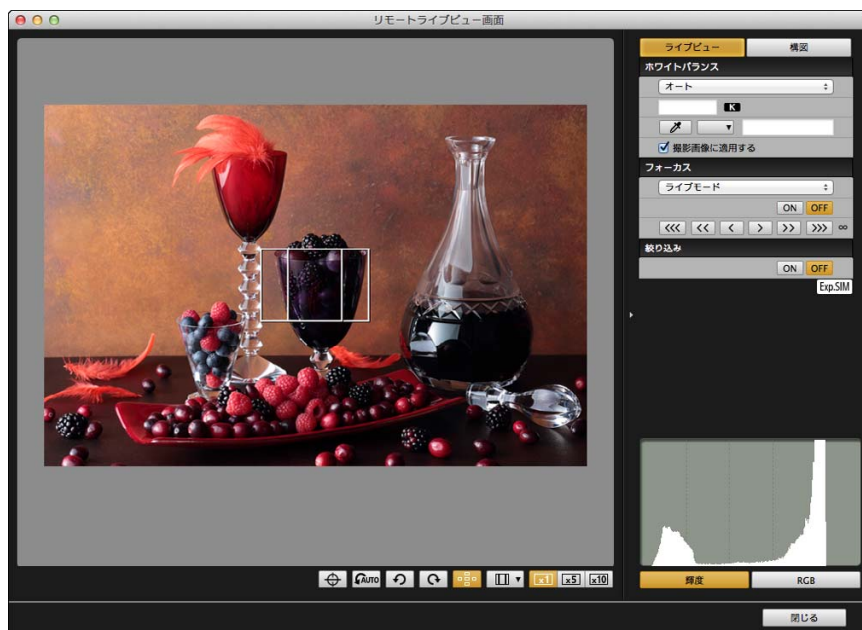 リモートライブビュー画面
ライブビュー
構図
ホワイトバランス
オート
K
撮影画像に適用する
フォーカス
ライブモード
ON OFF
<<< << < > >> >>> ∞
絞り込み
ON OFF
Exp.SIM
AUTO
x1 x5 x10
輝度
RGB
閉じる